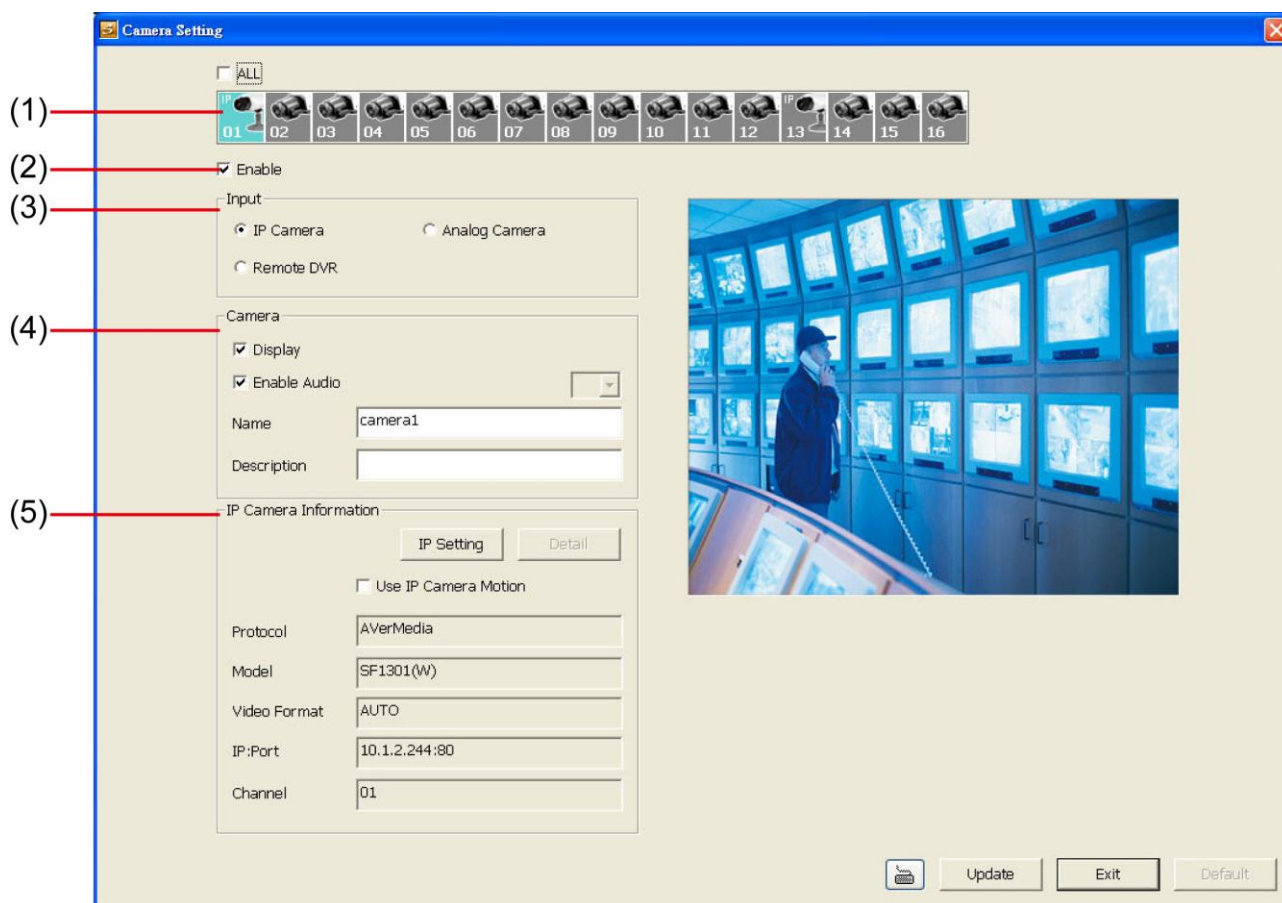 Camera Setting
ALL
(1)
IP 01 02 03 04 05 06 07 08 09 10 11 12 IP 13 14 15 16
(2)
Enable
(3)
Input
IP Camera Analog Camera
Remote DVR
(4)
Camera
Display
Enable Audio
Name camera1
Description
(5)
IP Camera Information
IP Setting Detail
Use IP Camera Motion
Protocol AVerMedia
Model SF1301(W)
Video Format AUTO
IP:Port 10.1.2.244:80
Channel 01
Update Exit Default